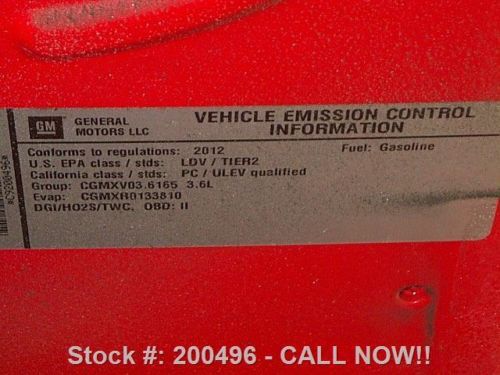 GM
GENERAL
MOTORS LLC
VEHICLE EMISSION CONTROL
INFORMATION
Conforms to regulations: 2012
Fuel: Gasoline
U.S. EPA class / stds: LDV / TIER2
California class / stds: PC / ULEV qualified
Group: CGMXV03.6165 3.6L
Evap: CGMXR0133810
DGI/HO2S/TWC, OBD: II
*C9200496*
Stock #: 200496 - CALL NOW!!